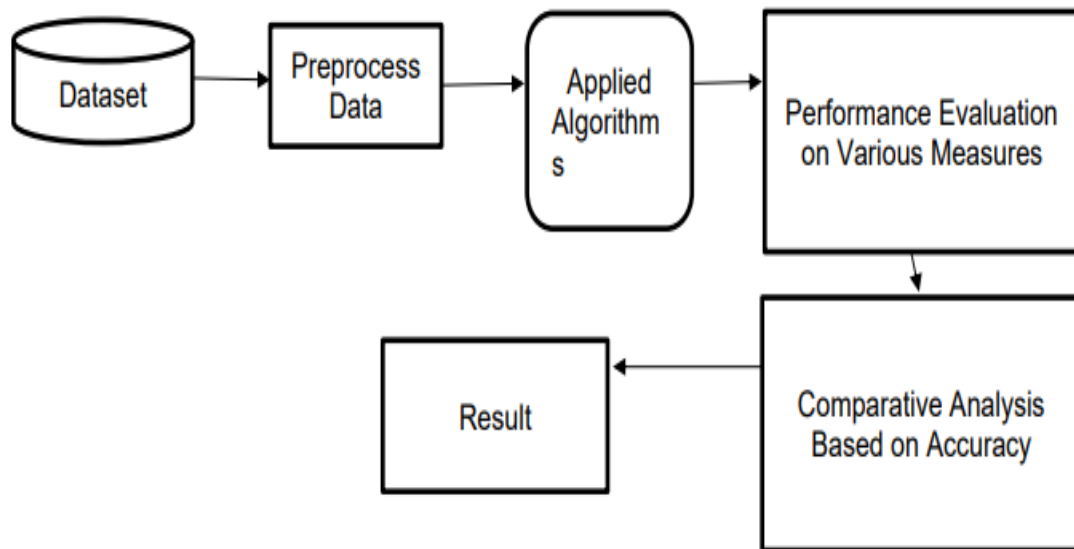 Dataset
Preprocess
Data
Applied
Algorithm
s
Performance Evaluation
on Various Measures
Comparative Analysis
Based on Accuracy
Result